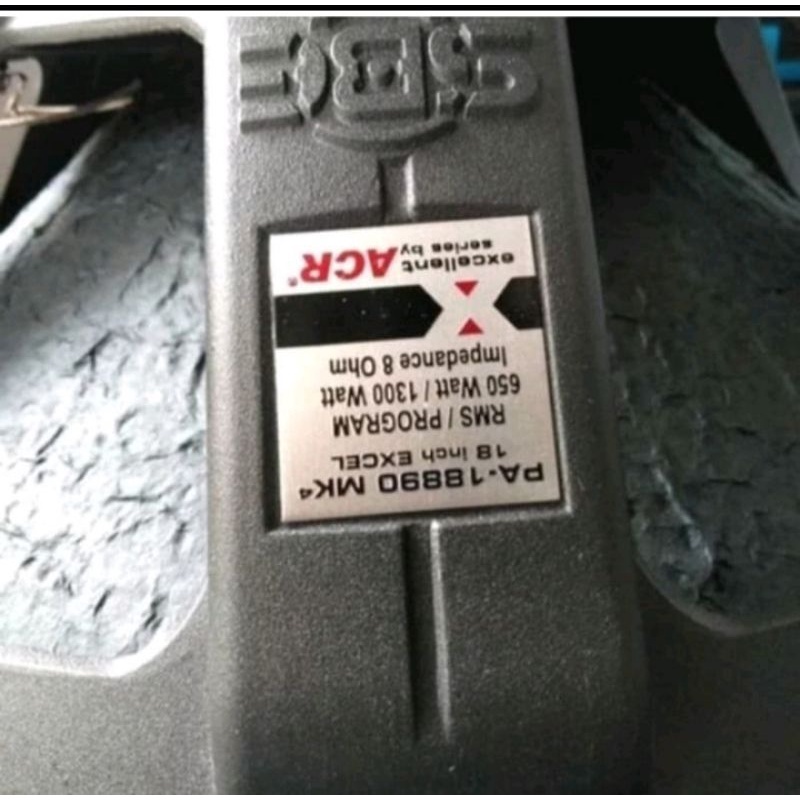 PA-18890 MK⁴
18 inch EXCEL
RMS / PROGRAM
650 Watt / 1300 Watt
Impedance 8 Ohm
excellent
series by ACR®